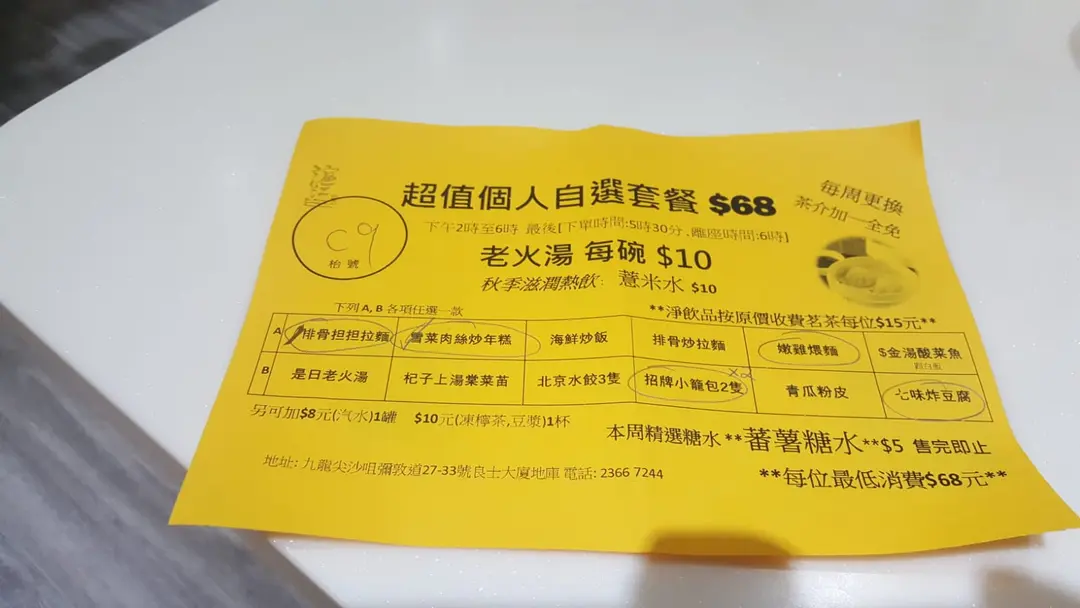 超值個人自選套餐 $68
每周更換
茶介加一全免
下午2時至6時 最後[下單時間:5時30分,離座時間:6時]
C9
枱號
老火湯 每碗 $10
秋季滋潤熱飲: 薏米水 $10
下列 A, B 各項任選一款
**淨飲品按原價收費茗茶每位$15元**
A 排骨担担拉麵 雪菜肉絲炒年糕 海鮮炒飯 排骨炒拉麵 嫩雞煨麵 $金湯酸菜魚
跟白飯
B 是日老火湯 杞子上湯棠菜苗 北京水餃3隻 招牌小籠包2隻 x2 青瓜粉皮 七味炸豆腐
另可加$8元(汽水)1罐 $10元(凍檸茶,豆漿)1杯
本周精選糖水**蕃薯糖水**$5 售完即止
地址: 九龍尖沙咀彌敦道27-33號良士大廈地庫 電話: 2366 7244
**每位最低消費$68元**